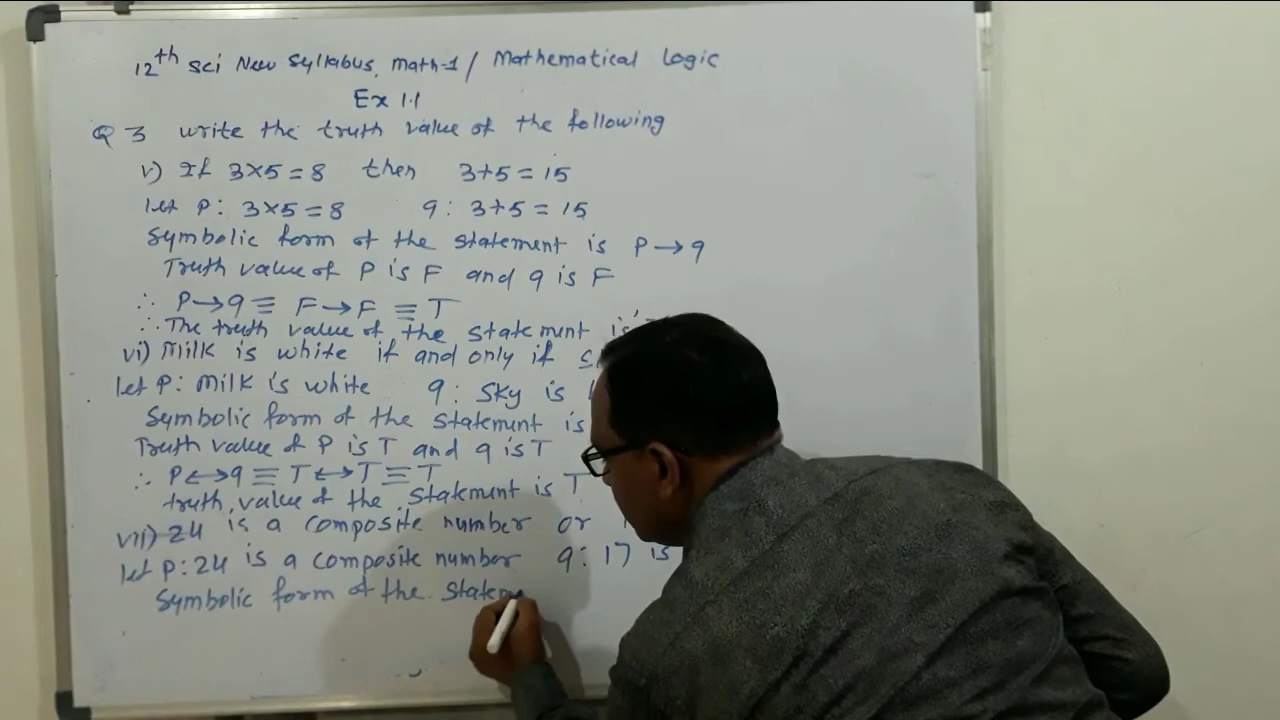 12th Sci New Syllabus, math-1 / Mathematical Logic
Ex 1.1
Q 3 write the truth value of the following
v) If 3×5=8 then 3+5=15
let P: 3×5=8 q: 3+5=15
Symbolic form of the statement is P→q
Truth value of P is F and q is F
∴ P→q ≡ F→F ≡ T
∴ The truth value of the statement is
vi) Milk is white if and only if
let P: Milk is white q: Sky is
Symbolic form of the statement is
Truth value of P is T and q is T
∴ P↔q ≡ T↔T ≡ T
truth value of the statement is T
vii) 24 is a composite number or
let P: 24 is a composite number q: 17 is
Symbolic form of the